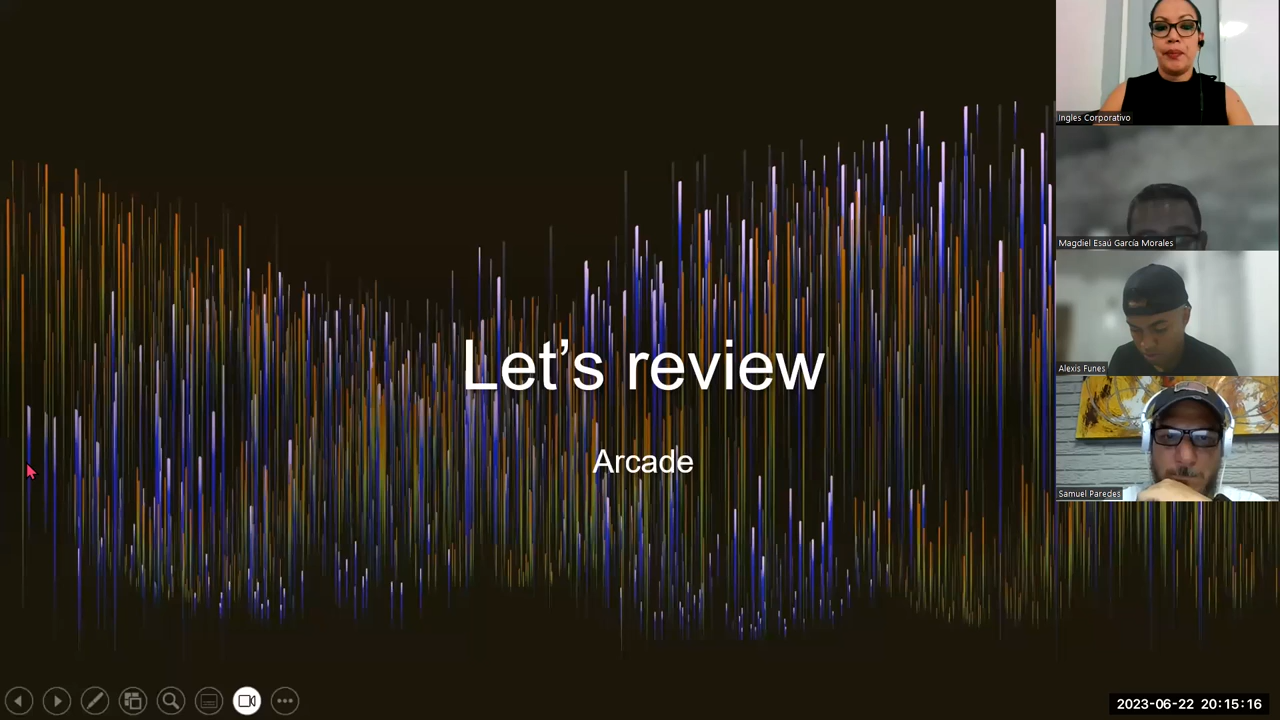 Let's review
Arcade
Ingles Corporativo
Magdiel Esaú García Morales
Alexis Funes
Samuel Paredes
2023-06-22 20:15:16